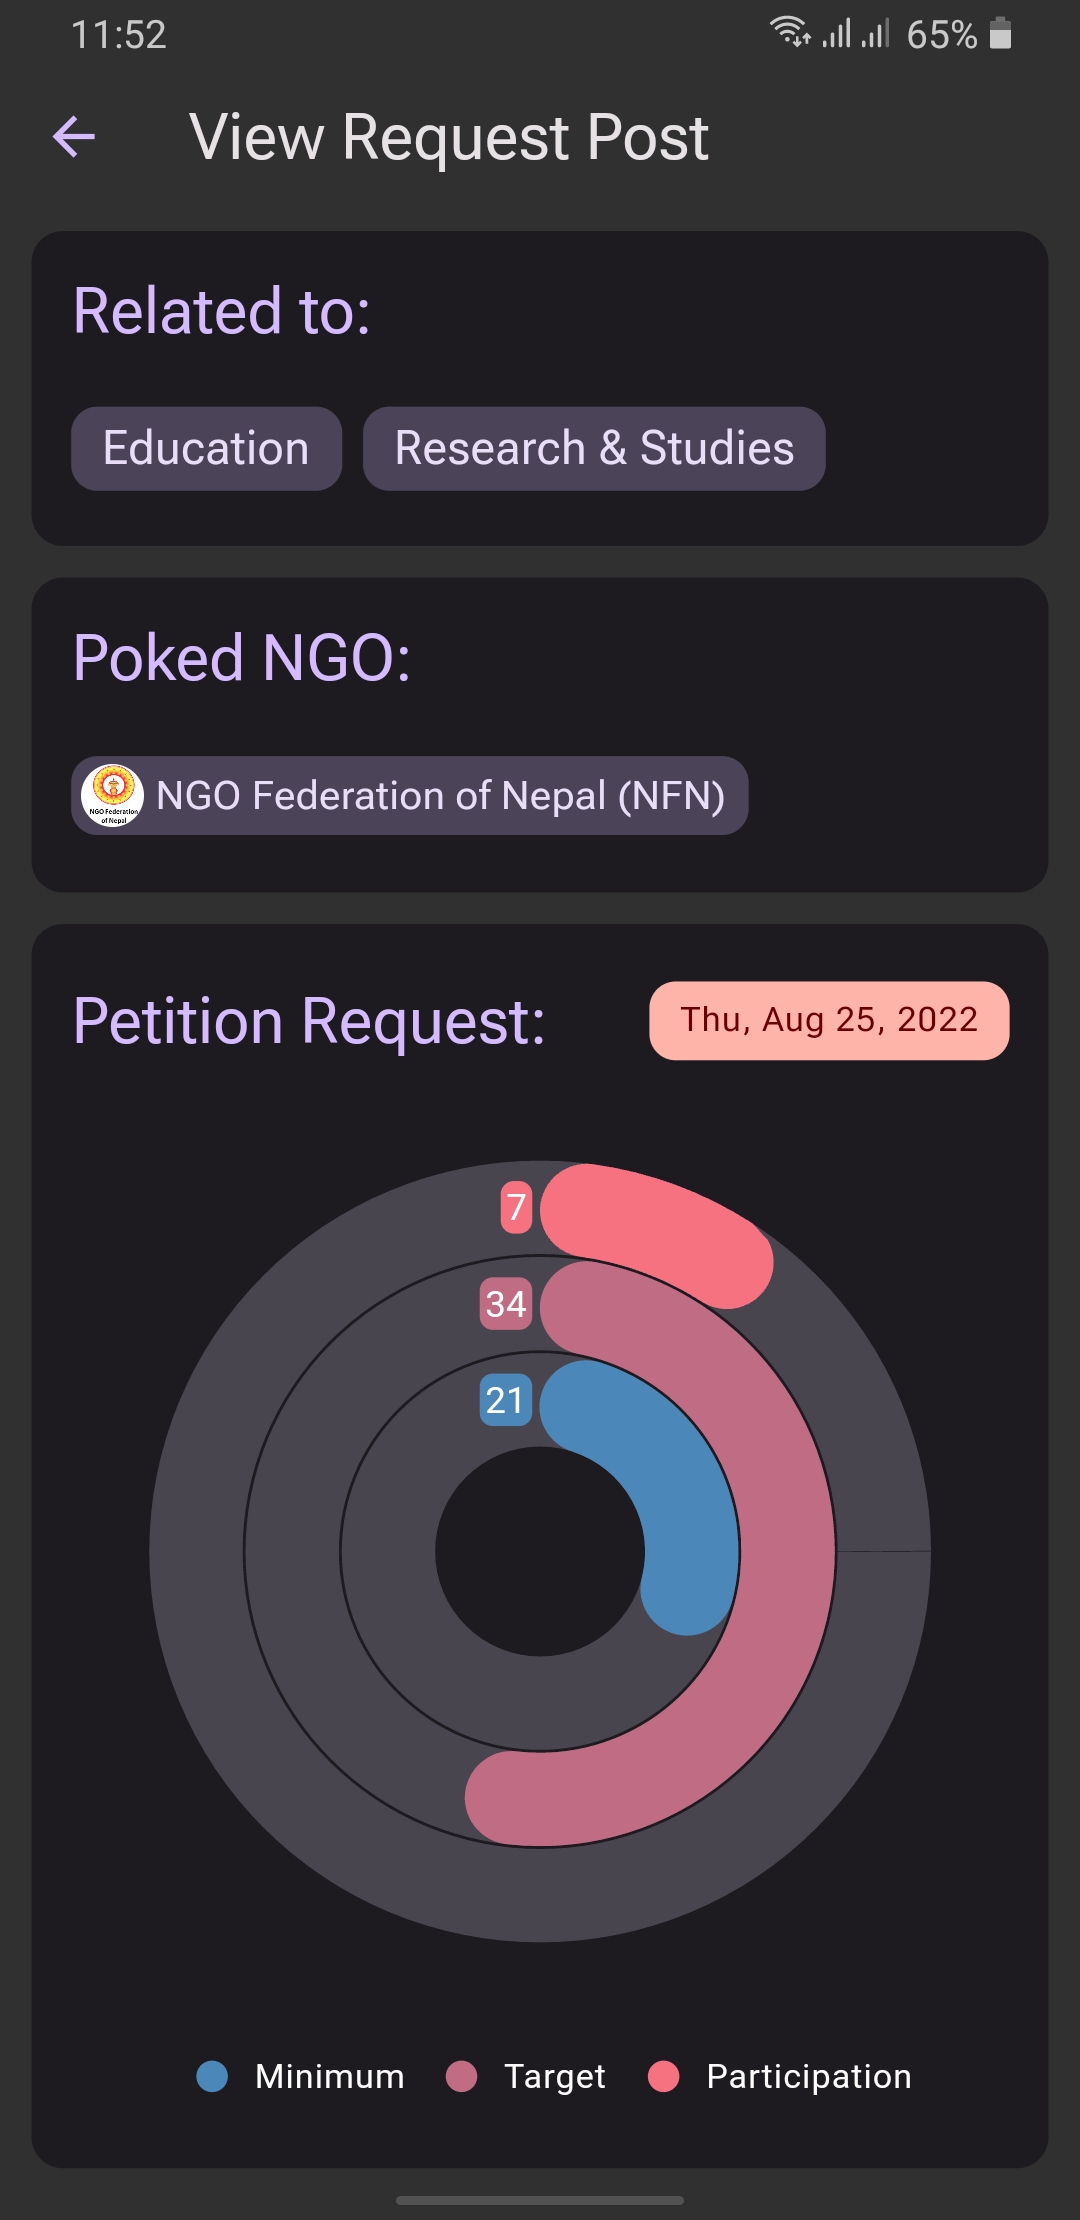 11:52 65%
View Request Post
Related to:
Education Research & Studies
Poked NGO:
NGO Federation of Nepal
NGO Federation of Nepal (NFN)
Petition Request: Thu, Aug 25, 2022
7
34
21
Minimum Target Participation